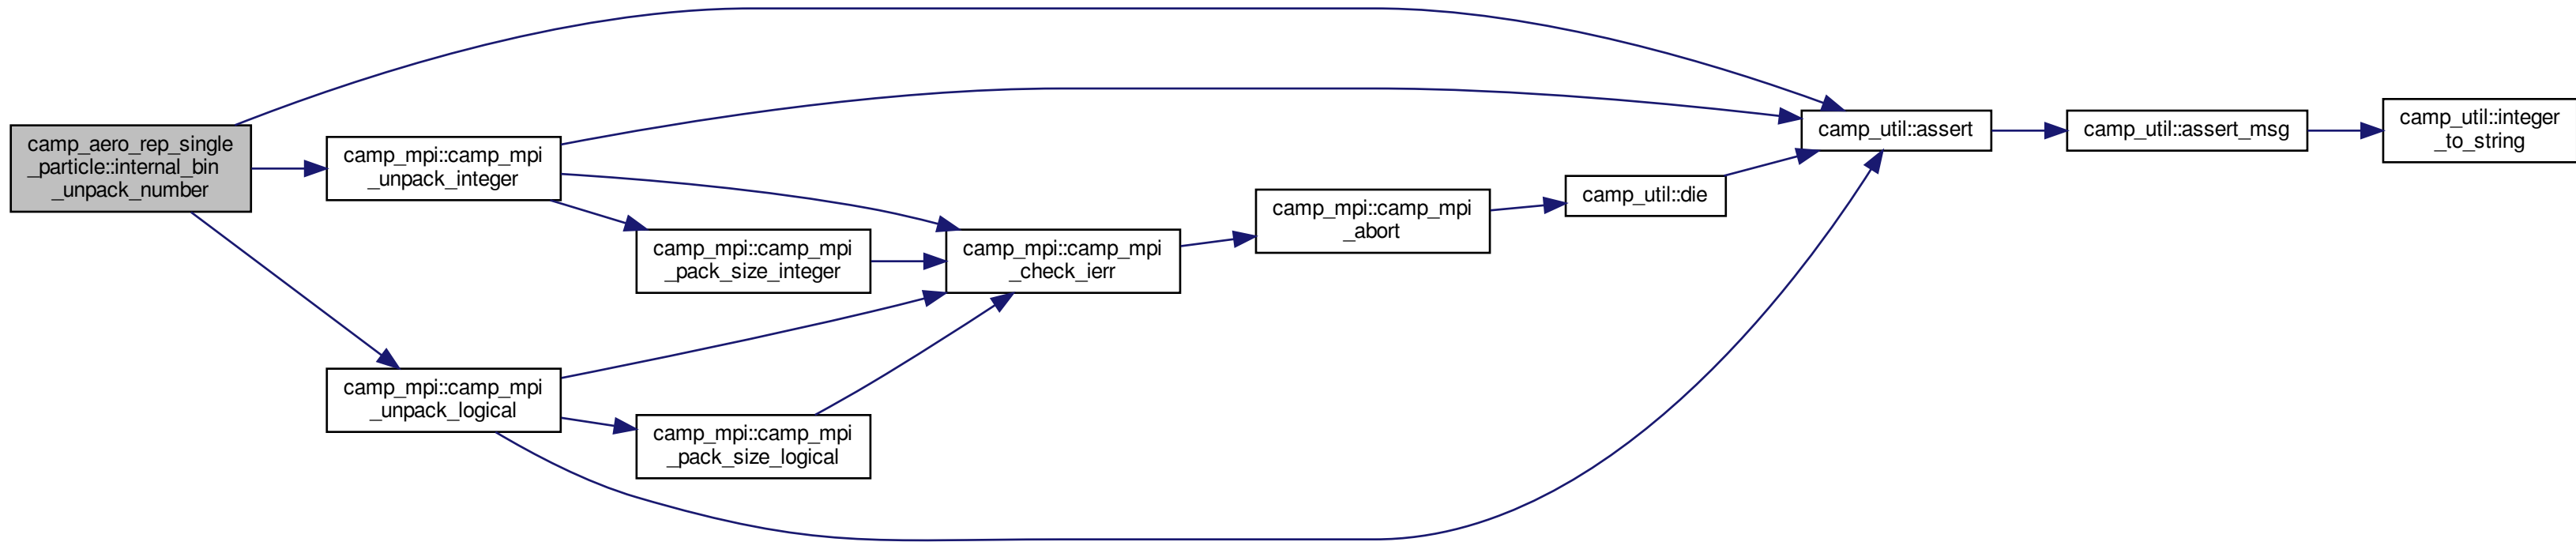 camp_aero_rep_single
_particle::internal_bin
_unpack_number
camp_mpi::camp_mpi
_unpack_integer
camp_mpi::camp_mpi
_unpack_logical
camp_mpi::camp_mpi
_pack_size_integer
camp_mpi::camp_mpi
_pack_size_logical
camp_mpi::camp_mpi
_check_ierr
camp_mpi::camp_mpi
_abort
camp_util::die
camp_util::assert
camp_util::assert_msg
camp_util::integer
_to_string